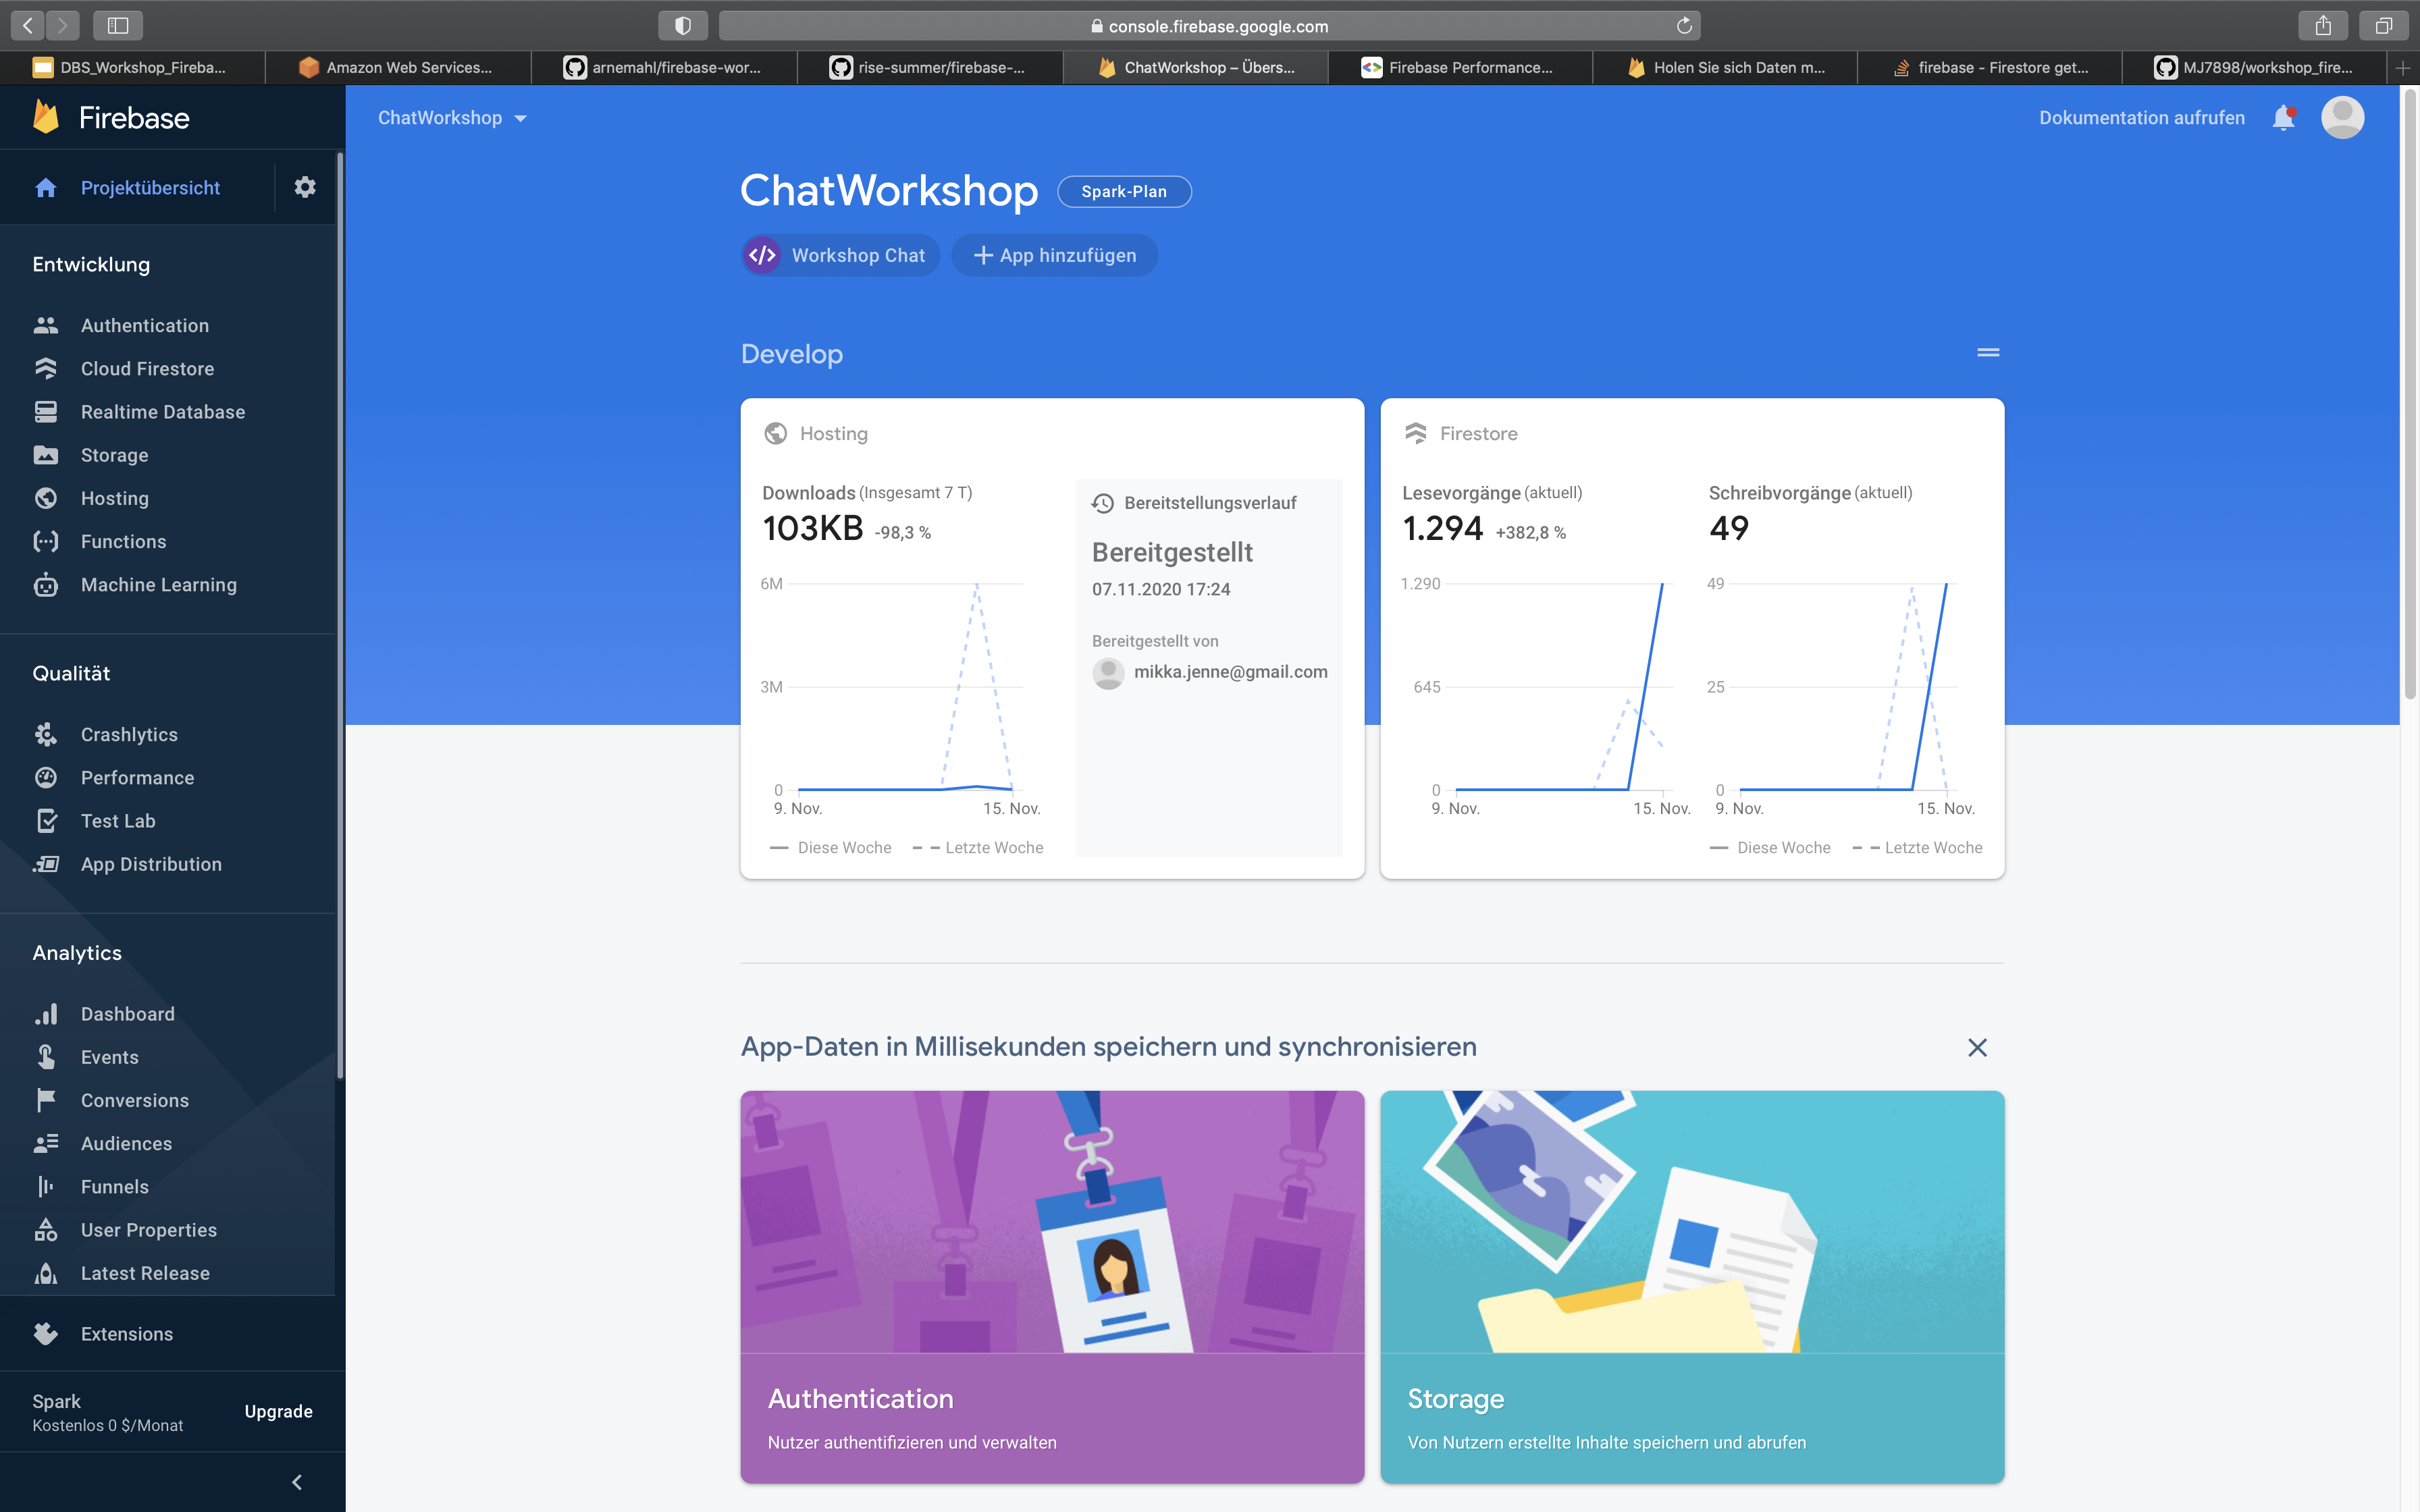 console.firebase.google.com
DBS_Workshop_Fireba...
Amazon Web Services...
arnemahl/firebase-wor...
rise-summer/firebase-...
ChatWorkshop – Übers...
Firebase Performance...
Holen Sie sich Daten m...
firebase - Firestore get...
MJ7898/workshop_fire...
Firebase
Projektübersicht
Entwicklung
Authentication
Cloud Firestore
Realtime Database
Storage
Hosting
Functions
Machine Learning
Qualität
Crashlytics
Performance
Test Lab
App Distribution
Analytics
Dashboard
Events
Conversions
Audiences
Funnels
User Properties
Latest Release
Extensions
Spark
Kostenlos 0 $/Monat
Upgrade
ChatWorkshop
Dokumentation aufrufen
ChatWorkshop
Spark-Plan
Workshop Chat
App hinzufügen
Develop
Hosting
Downloads (Insgesamt 7 T)
103KB -98,3 %
6M
3M
0
9. Nov.
15. Nov.
Diese Woche
Letzte Woche
Bereitstellungsverlauf
Bereitgestellt
07.11.2020 17:24
Bereitgestellt von
mikka.jenne@gmail.com
Firestore
Lesevorgänge (aktuell)
1.294 +382,8 %
1.290
645
0
9. Nov.
15. Nov.
Schreibvorgänge (aktuell)
49
49
25
0
9. Nov.
15. Nov.
Diese Woche
Letzte Woche
App-Daten in Millisekunden speichern und synchronisieren
Authentication
Nutzer authentifizieren und verwalten
Storage
Von Nutzern erstellte Inhalte speichern und abrufen